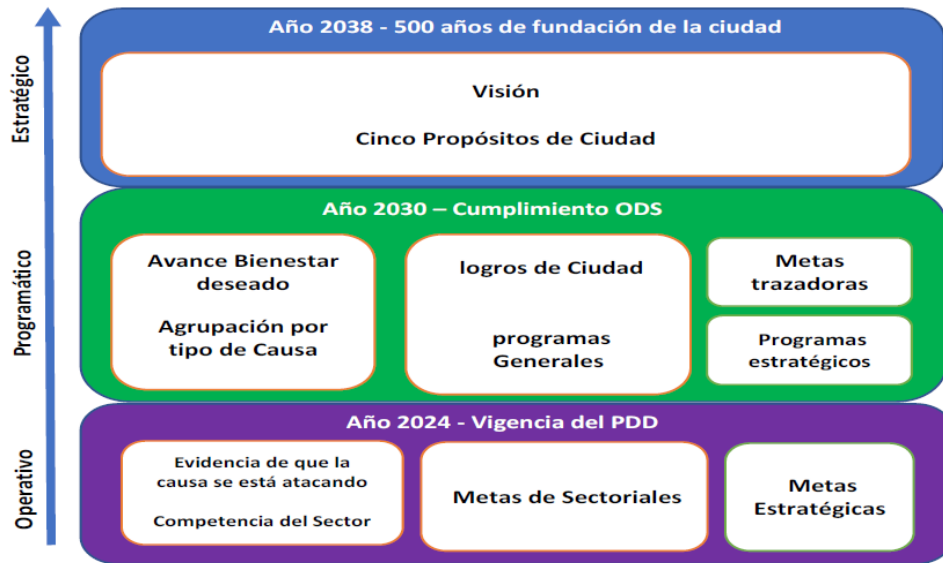 Estratégico
Año 2038 - 500 años de fundación de la ciudad
Visión
Cinco Propósitos de Ciudad
Programático
Año 2030 – Cumplimiento ODS
Avance Bienestar
deseado
Agrupación por
tipo de Causa
logros de Ciudad
programas
Generales
Metas
trazadoras
Programas
estratégicos
Operativo
Año 2024 - Vigencia del PDD
Evidencia de que la
causa se está atacando
Competencia del Sector
Metas de Sectoriales
Metas
Estratégicas